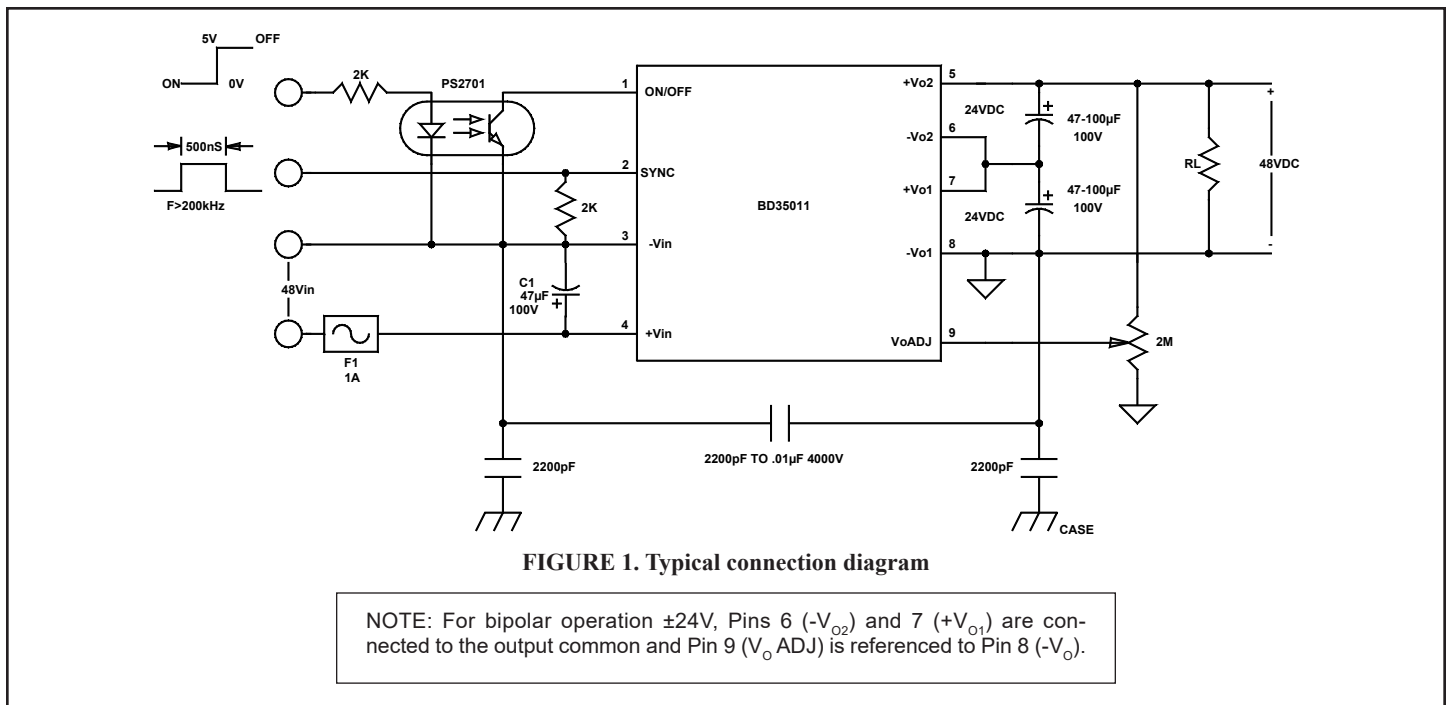 5V OFF
ON 0V
2K
PS2701
1 ON/OFF
500nS
F>200kHz
2 SYNC
2K
3 -Vin
48Vin
C1
47µF
100V
4 +Vin
F1
1A
BD35011
+Vo2 5
24VDC
47-100µF
100V
-Vo2 6
+Vo1 7
24VDC
47-100µF
100V
-Vo1 8
RL
+
48VDC
-
VoADJ 9
2M
2200pF
2200pF TO .01µF 4000V
2200pF
CASE
FIGURE 1. Typical connection diagram
NOTE: For bipolar operation ±24V, Pins 6 (-VO2) and 7 (+VO1) are con-
nected to the output common and Pin 9 (VO ADJ) is referenced to Pin 8 (-VO).